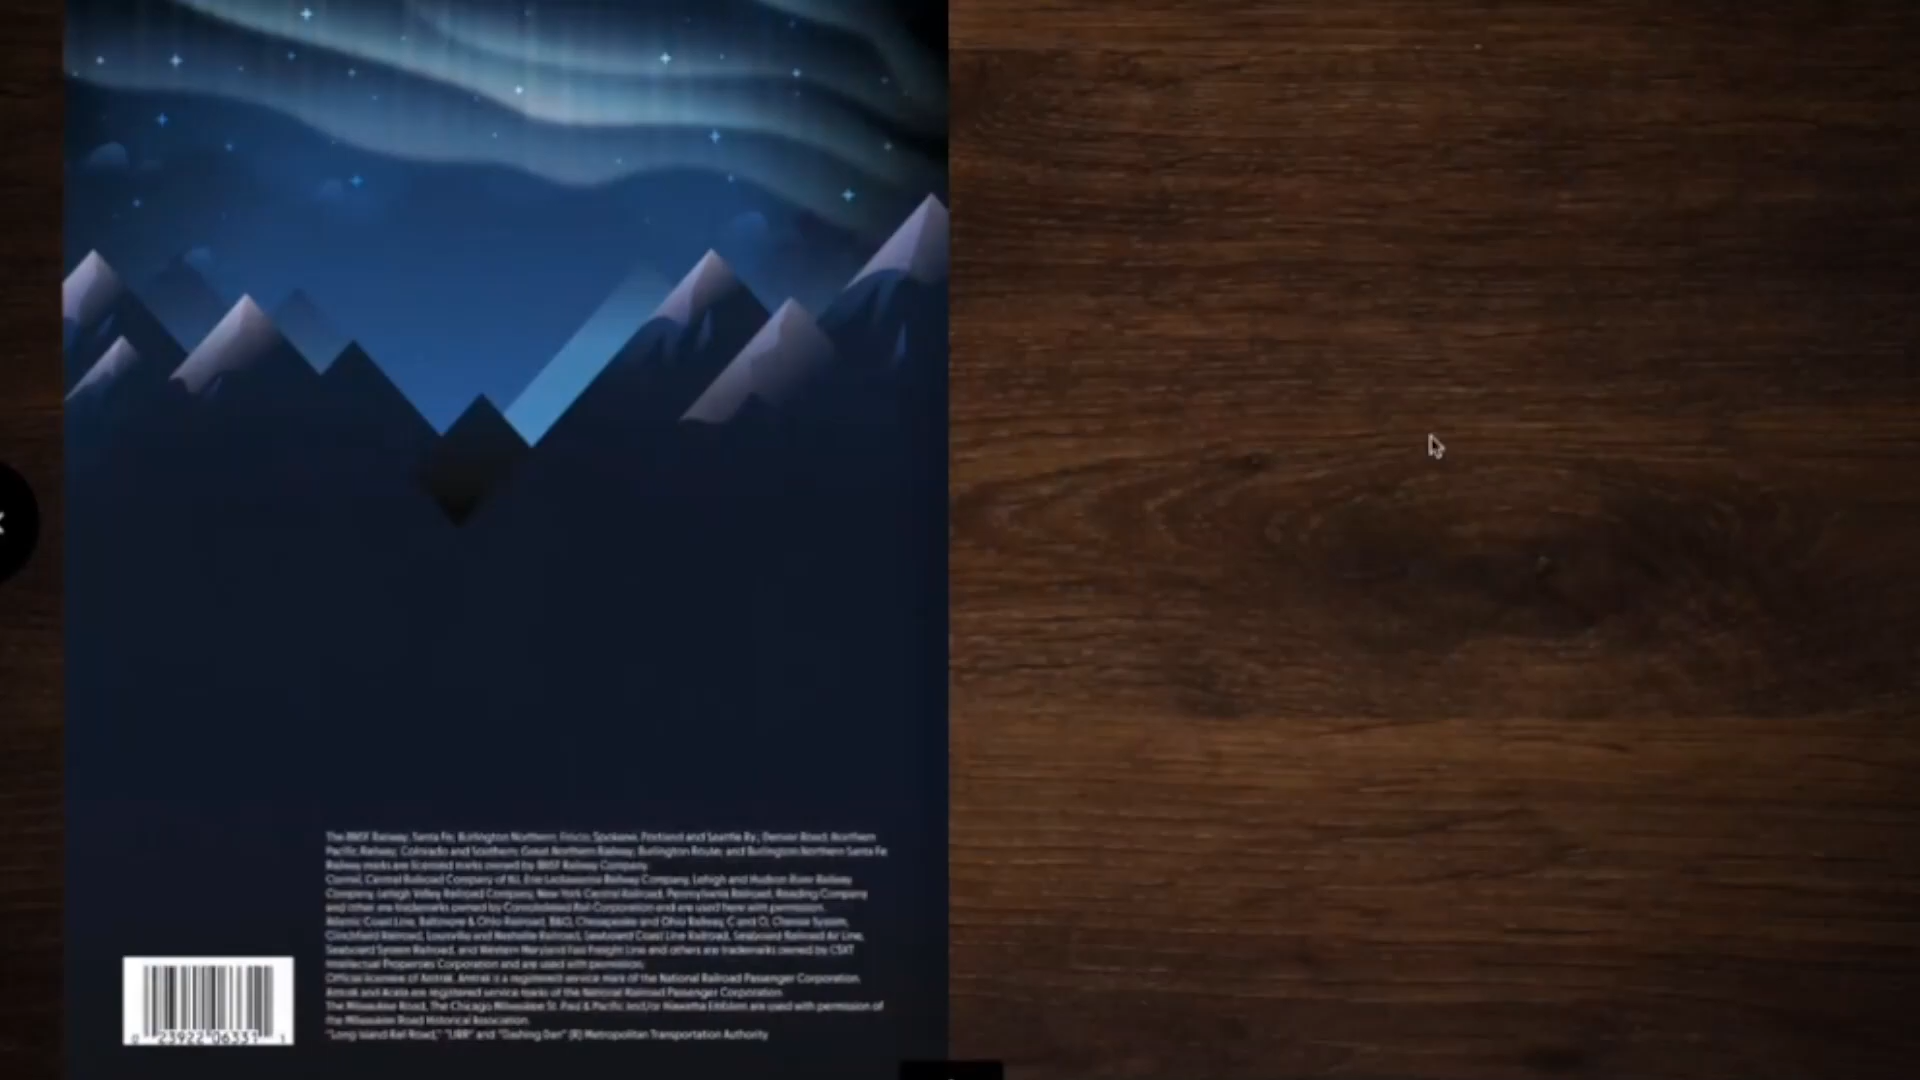 The BNSF Railway; Santa Fe; Burlington Northern; Frisco; Spokane, Portland and Seattle Ry.; Denver Road; Northern
Pacific Railway; Colorado and Southern; Great Northern Railway; Burlington Route; and Burlington Northern Santa Fe
Railway marks are licensed marks owned by BNSF Railway Company.
Conrail, Central Railroad Company of NJ, Erie Lackawanna Railway Company, Lehigh and Hudson River Railway
Company, Lehigh Valley Railroad Company, New York Central Railroad, Pennsylvania Railroad, Reading Company
and other are trademarks owned by Consolidated Rail Corporation and are used here with permission.
Atlantic Coast Line, Baltimore & Ohio Railroad, B&O, Chesapeake and Ohio Railway, C and O, Chessie System,
Clinchfield Railroad, Louisville and Nashville Railroad, Seaboard Coast Line Railroad, Seaboard Railroad Air Line,
Seaboard System Railroad, and Western Maryland Fast Freight Line and others are trademarks owned by CSXT
Intellectual Properties Corporation and are used with permission.
Official licensee of Amtrak. Amtrak is a registered service mark of the National Railroad Passenger Corporation.
Amtrak and Acela are registered service marks of the National Railroad Passenger Corporation.
The Milwaukee Road, The Chicago Milwaukee St. Paul & Pacific and/or Hiawatha Emblem are used with permission of
the Milwaukee Road Historical Association.
"Long Island Rail Road," "LIRR" and "Dashing Dan" (R) Metropolitan Transportation Authority
0 23922 06331 1